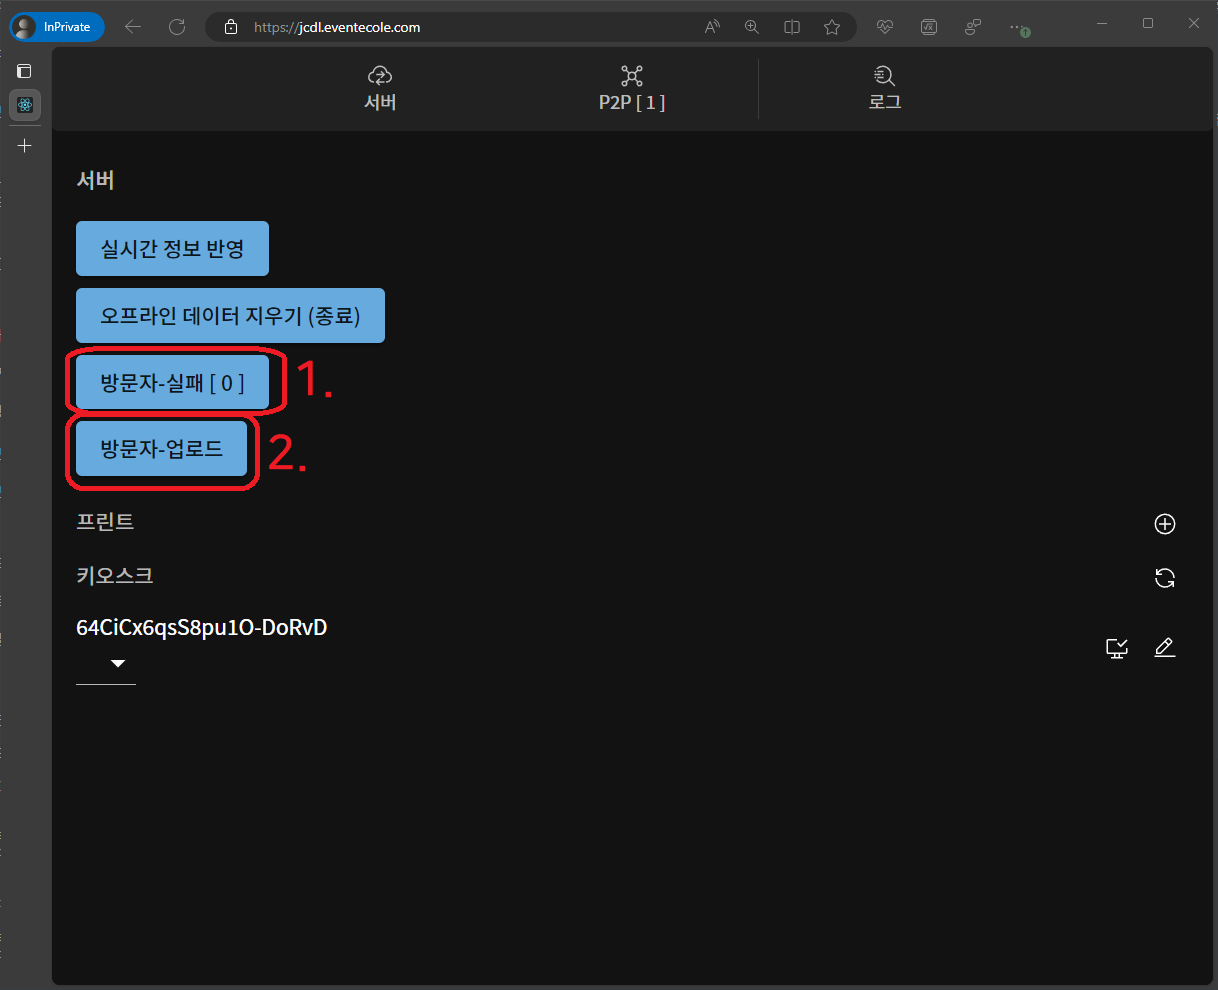 InPrivate
https://jcdl.eventecole.com
서버
P2P [ 1 ]
로그
서버
실시간 정보 반영
오프라인 데이터 지우기 (종료)
방문자-실패 [ 0 ]
1.
방문자-업로드
2.
프린트
키오스크
64CiCx6qsS8pu1O-DoRvD